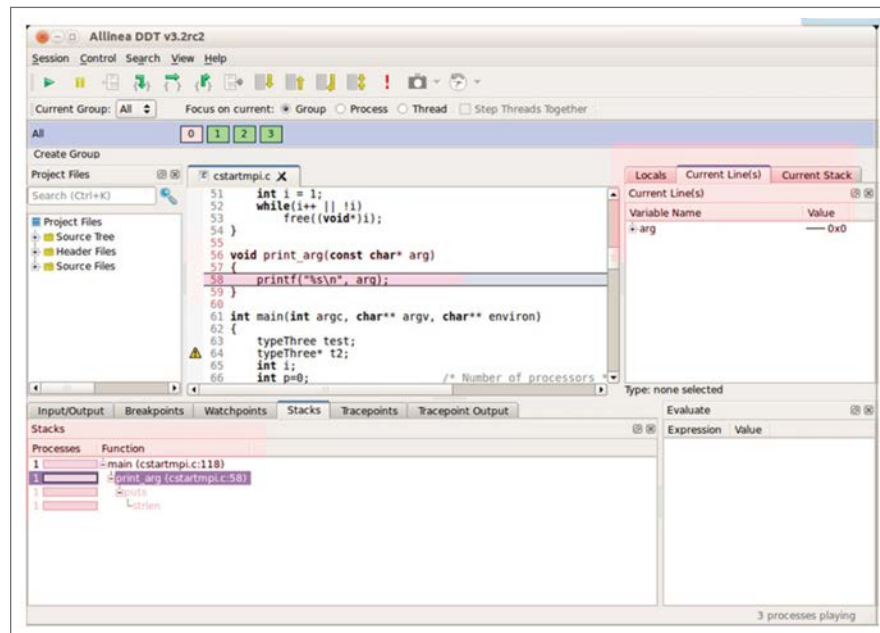 Allinea DDT v3.2rc2
Session Control Search View Help
Current Group: All Focus on current: Group Process Thread Step Threads Together
All 0 1 2 3
Create Group
Project Files
Search (Ctrl+K)
Project Files
Source Tree
Header Files
Source Files
cstartmpi.c X
51 int i = 1;
52 while(i++ || !i)
53 free((void*)i);
54 }
55
56 void print_arg(const char* arg)
57 {
58 printf("%s\n", arg);
59 }
60
61 int main(int argc, char** argv, char** environ)
62 {
63 typeThree test;
64 typeThree* t2;
65 int i;
66 int p=0; /* Number of processors *
Locals Current Line(s) Current Stack
Current Line(s)
Variable Name Value
arg 0x0
Type: none selected
Input/Output Breakpoints Watchpoints Stacks Tracepoints Tracepoint Output
Stacks
Processes Function
1 main (cstartmpi.c:118)
1 print_arg (cstartmpi.c:58)
1 puts
1 strlen
Evaluate
Expression Value
3 processes playing